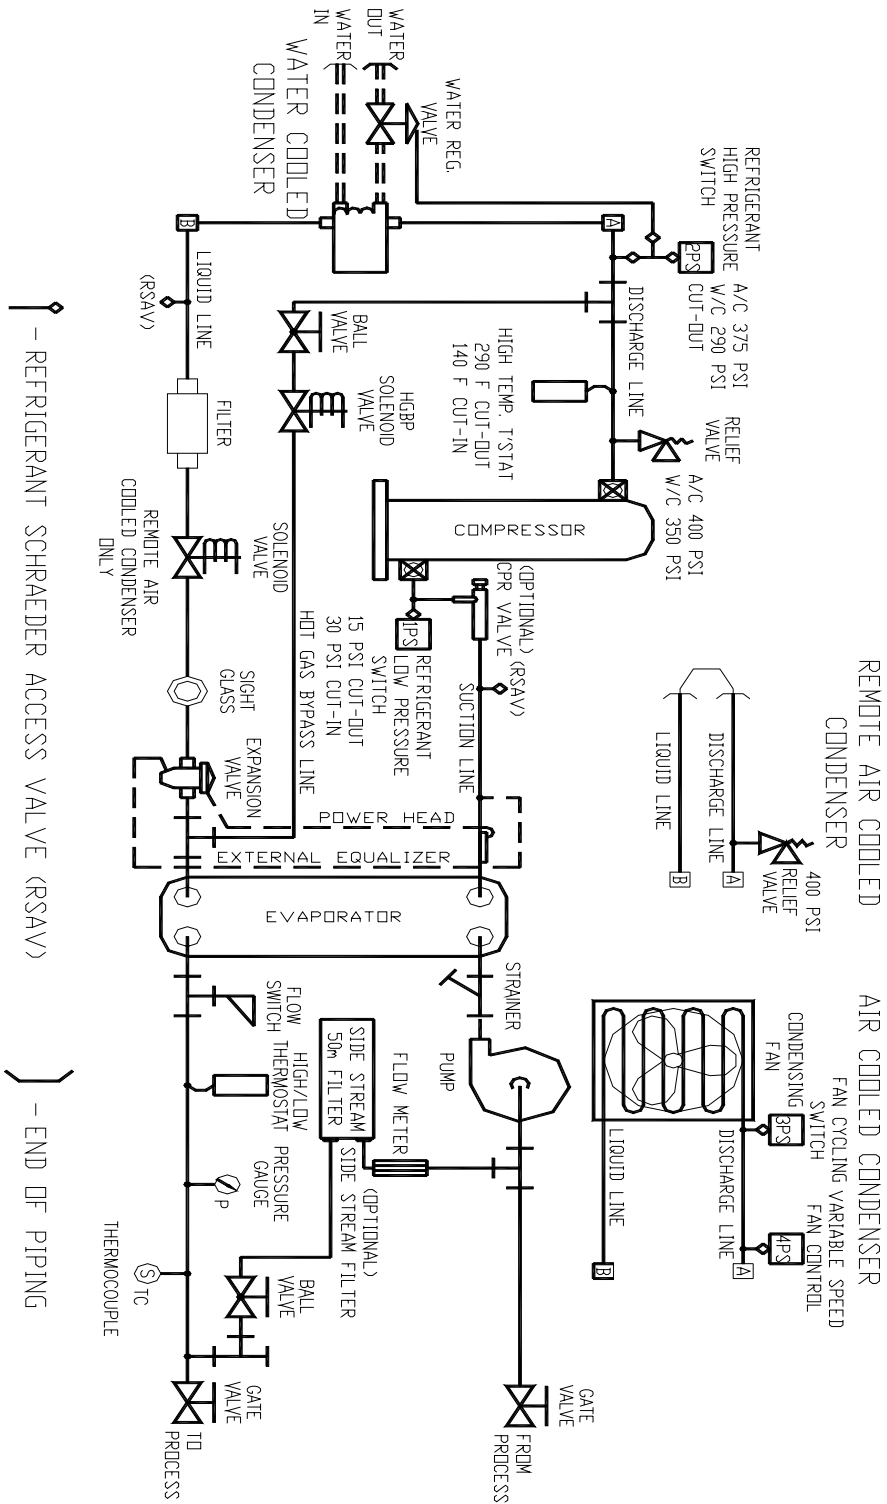 WATER
IN
WATER
OUT
WATER COOLED
CONDENSER
WATER REG.
VALVE
REFRIGERANT
HIGH PRESSURE
SWITCH
A/C 375 PSI
W/C 290 PSI
CUT-OUT
2PS
A
B
DISCHARGE LINE
HIGH TEMP. T'STAT
290 F CUT-OUT
140 F CUT-IN
RELIEF
VALVE
A/C 400 PSI
W/C 350 PSI
COMPRESSOR
LIQUID LINE
(RSAV)
BALL
VALVE
HGBP
SOLENOID
VALVE
FILTER
SOLENOID
VALVE
REMOTE AIR
COOLED CONDENSER
ONLY
HOT GAS BYPASS LINE
15 PSI CUT-OUT
30 PSI CUT-IN
REFRIGERANT
LOW PRESSURE
SWITCH
1PS
(OPTIONAL)
CPR VALVE
(RSAV)
SUCTION LINE
SIGHT
GLASS
EXPANSION
VALVE
POWER HEAD
EXTERNAL EQUALIZER
EVAPORATOR
REMOTE AIR COOLED
CONDENSER
DISCHARGE LINE
LIQUID LINE
400 PSI
RELIEF
VALVE
A
B
AIR COOLED CONDENSER
CONDENSING
FAN
FAN CYCLING
SWITCH
VARIABLE SPEED
FAN CONTROL
3PS
4PS
DISCHARGE LINE
LIQUID LINE
A
B
STRAINER
PUMP
FLOW
SWITCH
HIGH/LOW
THERMOSTAT
SIDE STREAM
50m FILTER
FLOW METER
(OPTIONAL)
SIDE STREAM FILTER
PRESSURE
GAUGE
P
THERMOCOUPLE
S
TC
BALL
VALVE
GATE
VALVE
TO
PROCESS
GATE
VALVE
FROM
PROCESS
- REFRIGERANT SCHRAEDER ACCESS VALVE (RSAV)
- END OF PIPING